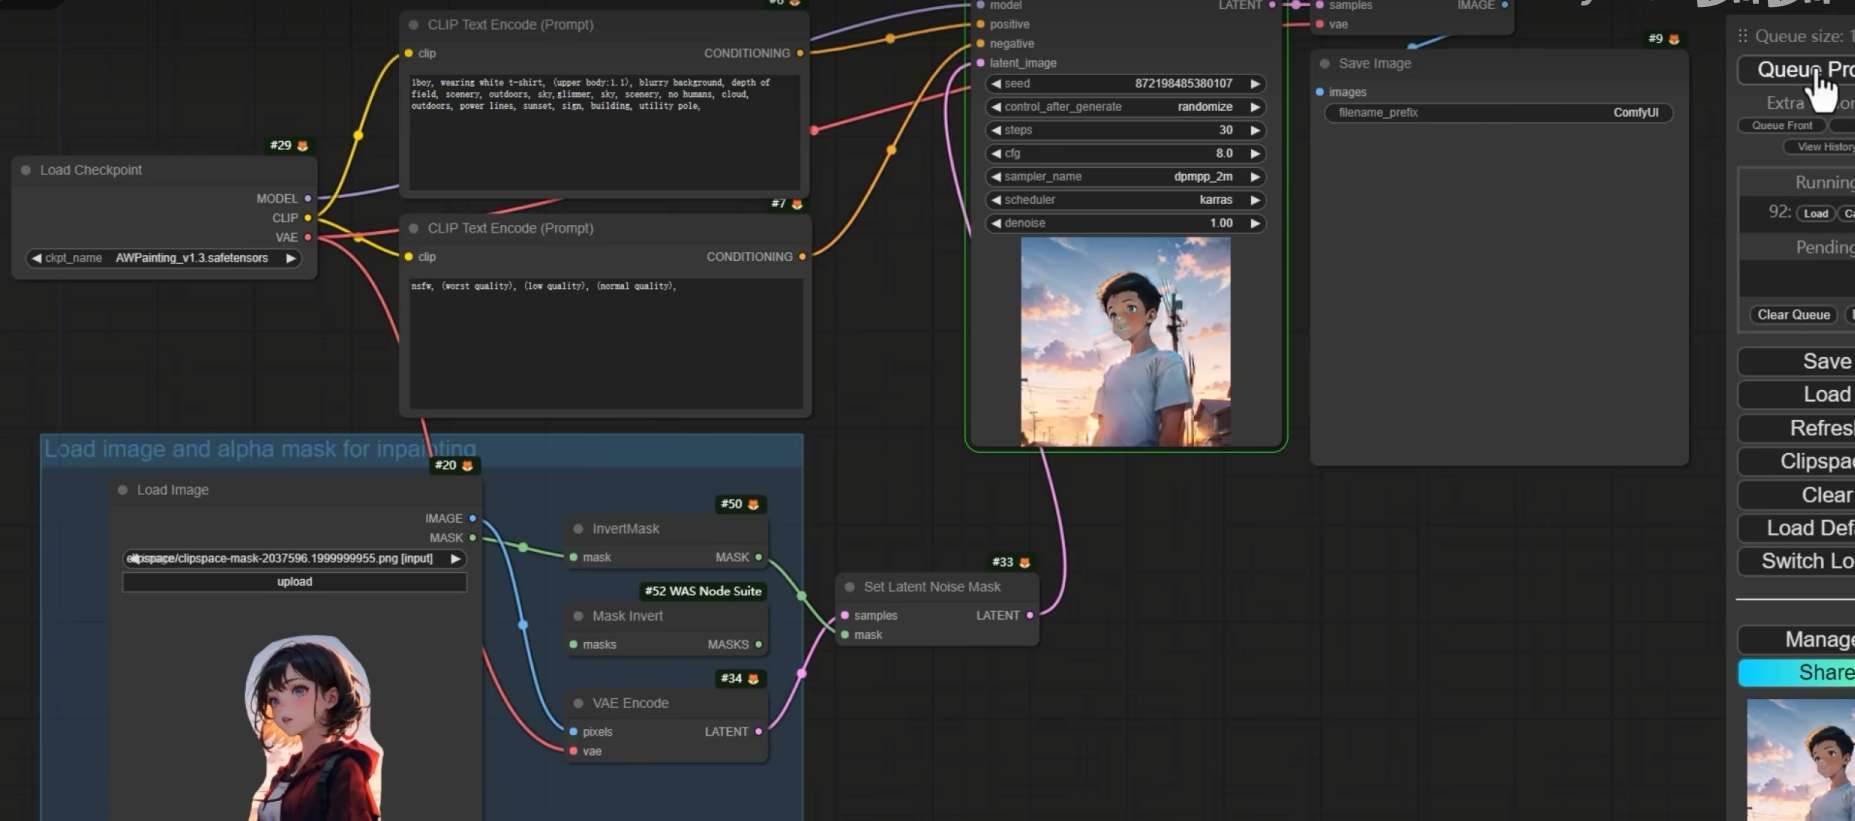 #6
CLIP Text Encode (Prompt)
clip
CONDITIONING
1boy, wearing white t-shirt, (upper body:1.1), blurry background, depth of
field, scenery, outdoors, sky,glimmer, sky, scenery, no humans, cloud,
outdoors, power lines, sunset, sign, building, utility pole,
#29
Load Checkpoint
MODEL
CLIP
VAE
ckpt_name
AWPainting_v1.3.safetensors
#7
CLIP Text Encode (Prompt)
clip
CONDITIONING
nsfw, (worst quality), (low quality), (normal quality),
model
LATENT
positive
negative
latent_image
seed
872198485380107
control_after_generate
randomize
steps
30
cfg
8.0
sampler_name
dpmpp_2m
scheduler
karras
denoise
1.00
samples
IMAGE
vae
#9
Save Image
images
filename_prefix
ComfyUI
Load image and alpha mask for inpainting
#20
Load Image
IMAGE
MASK
clipspace/clipspace-mask-2037596.1999999955.png [input]
upload
#50
InvertMask
mask
MASK
#52 WAS Node Suite
Mask Invert
masks
MASKS
#34
VAE Encode
pixels
LATENT
vae
#33
Set Latent Noise Mask
samples
LATENT
mask
Queue size: 1
Queue Pro
Extra
Queue Front
View History
Running
92:
Load
Ca
Pending
Clear Queue
Save
Load
Refresh
Clipspac
Clear
Load Defa
Switch Lo
Manage
Share